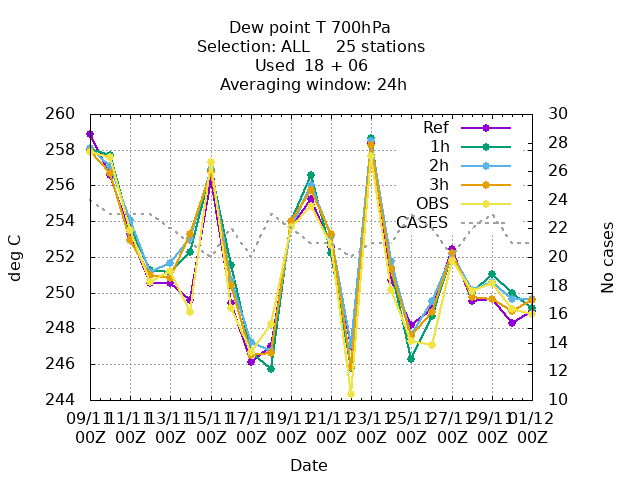 Dew point T 700hPa
Selection: ALL 25 stations
Used 18 + 06
Averaging window: 24h
260
258
256
254
252
250
248
246
244
30
28
26
24
22
20
18
16
14
12
10
deg C
No cases
Ref
1h
2h
3h
OBS
CASES
09/11 11/11 13/11 15/11 17/11 19/11 21/11 23/11 25/11 27/11 29/11 01/12
00Z 00Z 00Z 00Z 00Z 00Z 00Z 00Z 00Z 00Z 00Z 00Z
Date